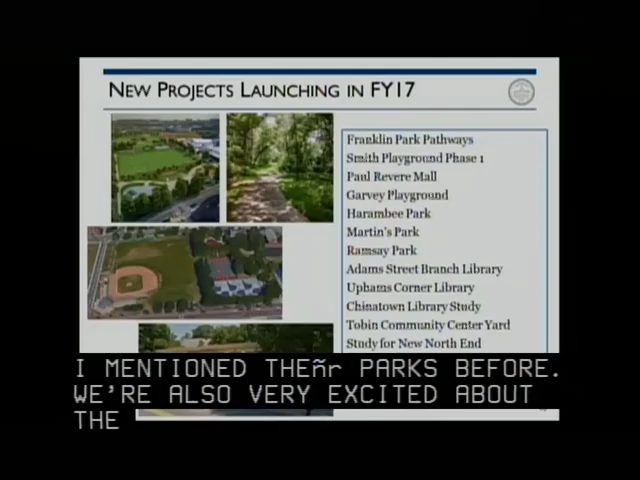 NEW PROJECTS LAUNCHING IN FY17
Franklin Park Pathways
Smith Playground Phase 1
Paul Revere Mall
Garvey Playground
Harambee Park
Martin's Park
Ramsay Park
Adams Street Branch Library
Uphams Corner Library
Chinatown Library Study
Tobin Community Center Yard
Study for New North End
I MENTIONED THEñr PARKS BEFORE.
WE'RE ALSO VERY EXCITED ABOUT
THE